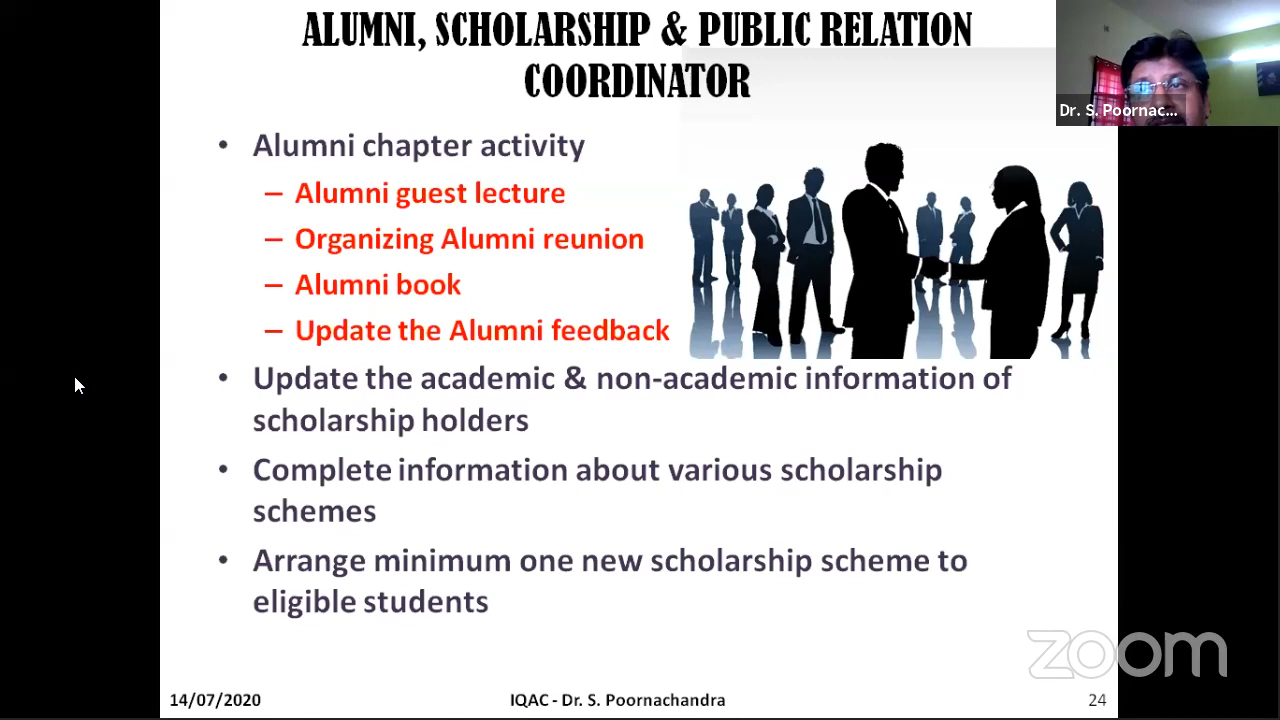 ALUMNI, SCHOLARSHIP & PUBLIC RELATION
COORDINATOR
Dr. S. Poornac...
• Alumni chapter activity
– Alumni guest lecture
– Organizing Alumni reunion
– Alumni book
– Update the Alumni feedback
• Update the academic & non-academic information of
scholarship holders
• Complete information about various scholarship
schemes
• Arrange minimum one new scholarship scheme to
eligible students
zoom
14/07/2020
IQAC - Dr. S. Poornachandra
24